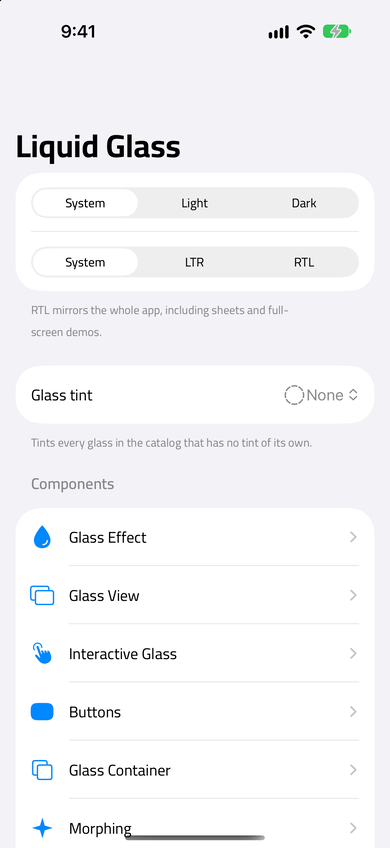 9:41
Liquid Glass
System Light Dark
System LTR RTL
RTL mirrors the whole app, including sheets and full-
screen demos.
Glass tint None
Tints every glass in the catalog that has no tint of its own.
Components
Glass Effect
Glass View
Interactive Glass
Buttons
Glass Container
Morphing